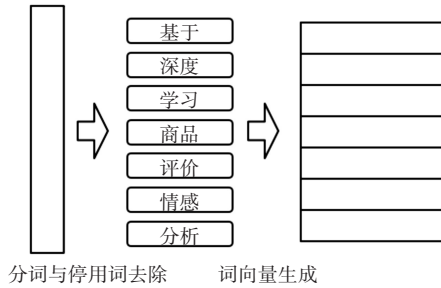 基于
深度
学习
商品
评价
情感
分析
分词与停用词去除
词向量生成